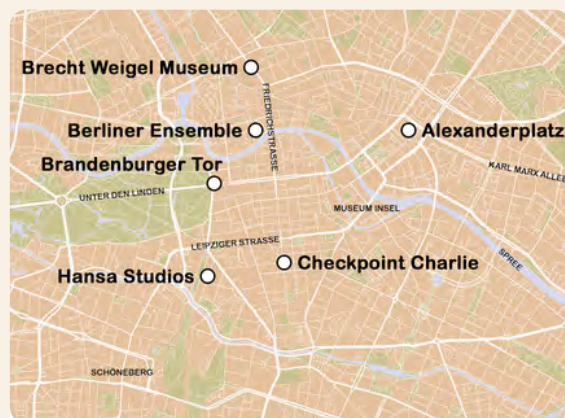 Brecht Weigel Museum
FRIEDRICHSTRASSE
Berliner Ensemble
Alexanderplatz
Brandenburger Tor
KARL MARX ALLEE
UNTER DEN LINDEN
MUSEUM INSEL
LEIPZIGER STRASSE
SPREE
Hansa Studios
Checkpoint Charlie
SCHÖNEBERG